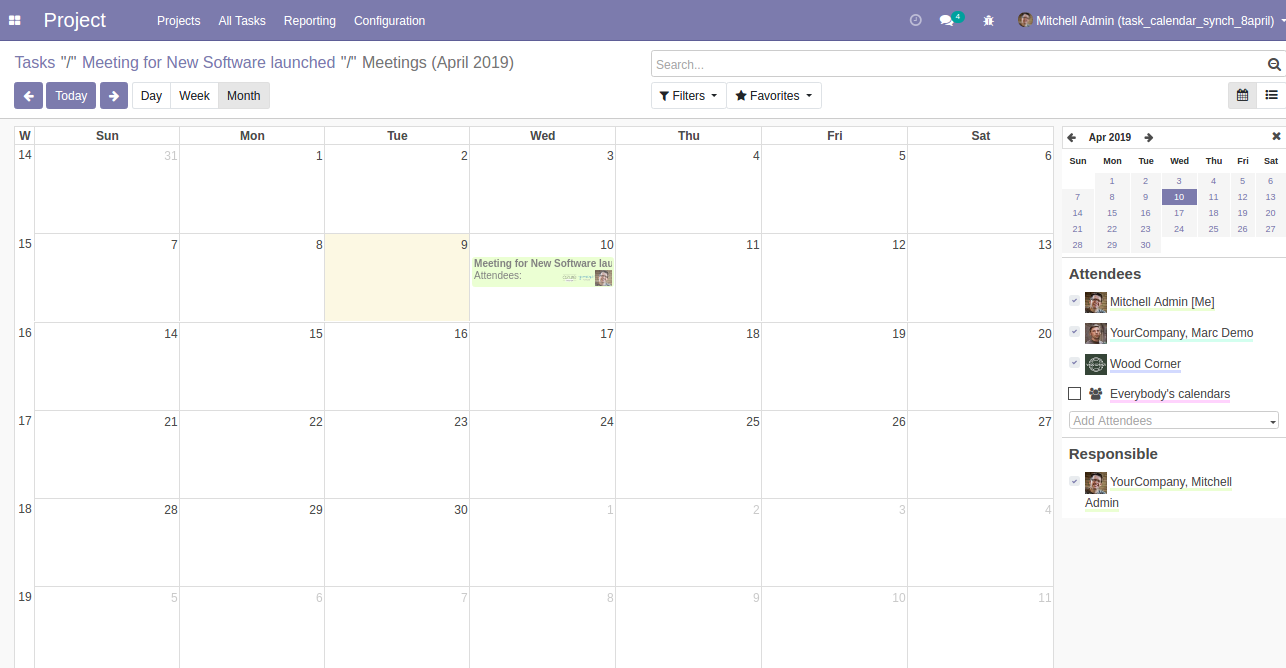 Project Projects All Tasks Reporting Configuration 4 Mitchell Admin (task_calendar_synch_8april)
Tasks "/" Meeting for New Software launched "/" Meetings (April 2019)
Search...
Today Day Week Month
Filters Favorites
W Sun Mon Tue Wed Thu Fri Sat
14 31 1 2 3 4 5 6
15 7 8 9 10 11 12 13
Meeting for New Software lau
Attendees:
16 14 15 16 17 18 19 20
17 21 22 23 24 25 26 27
18 28 29 30 1 2 3 4
19 5 6 7 8 9 10 11
Apr 2019
Sun Mon Tue Wed Thu Fri Sat
1 2 3 4 5 6
7 8 9 10 11 12 13
14 15 16 17 18 19 20
21 22 23 24 25 26 27
28 29 30
Attendees
Mitchell Admin [Me]
YourCompany, Marc Demo
Wood Corner
Everybody's calendars
Add Attendees
Responsible
YourCompany, Mitchell
Admin